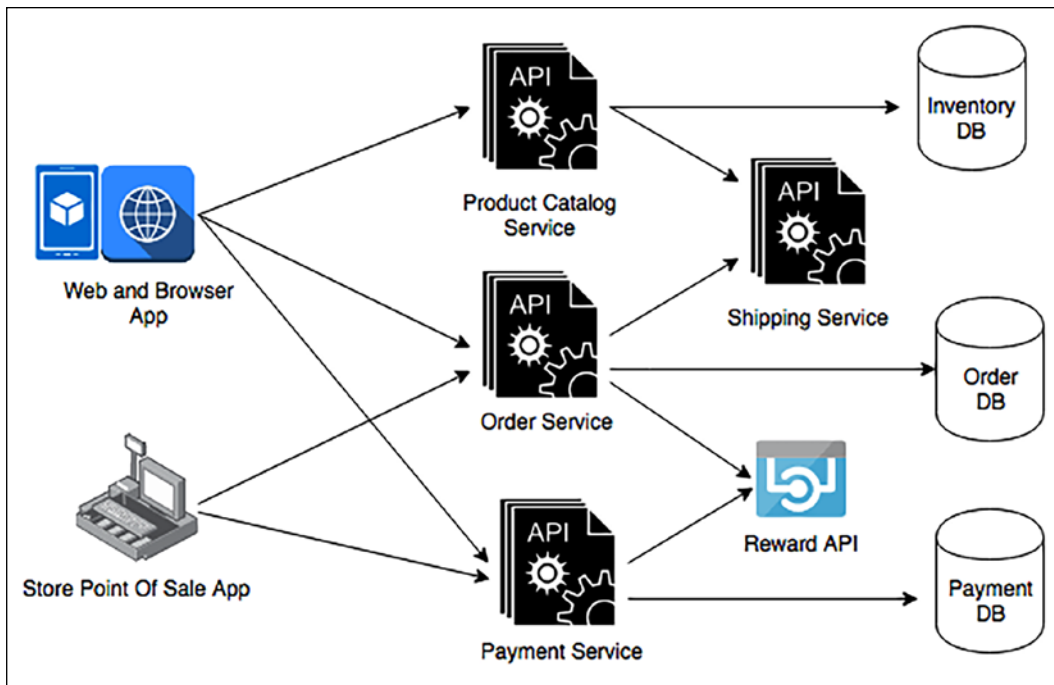 API
Product Catalog
Service
Inventory
DB
Web and Browser
App
API
Shipping Service
API
Order Service
Order
DB
Store Point Of Sale App
Reward API
API
Payment Service
Payment
DB